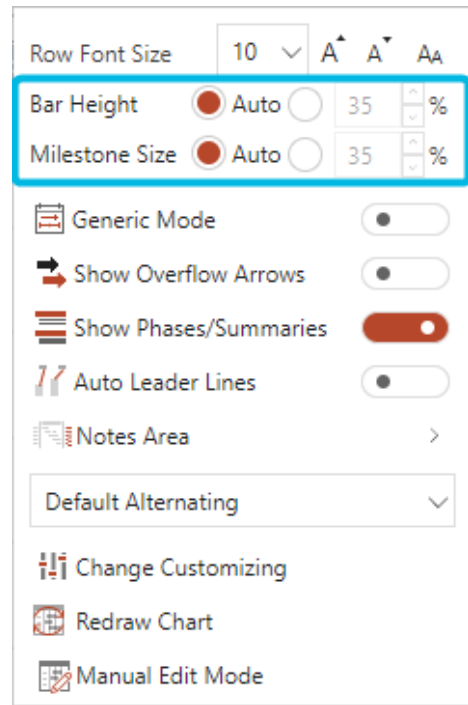 Row Font Size 10 A A AA
Bar Height Auto 35 %
Milestone Size Auto 35 %
Generic Mode
Show Overflow Arrows
Show Phases/Summaries
Auto Leader Lines
Notes Area
Default Alternating
Change Customizing
Redraw Chart
Manual Edit Mode